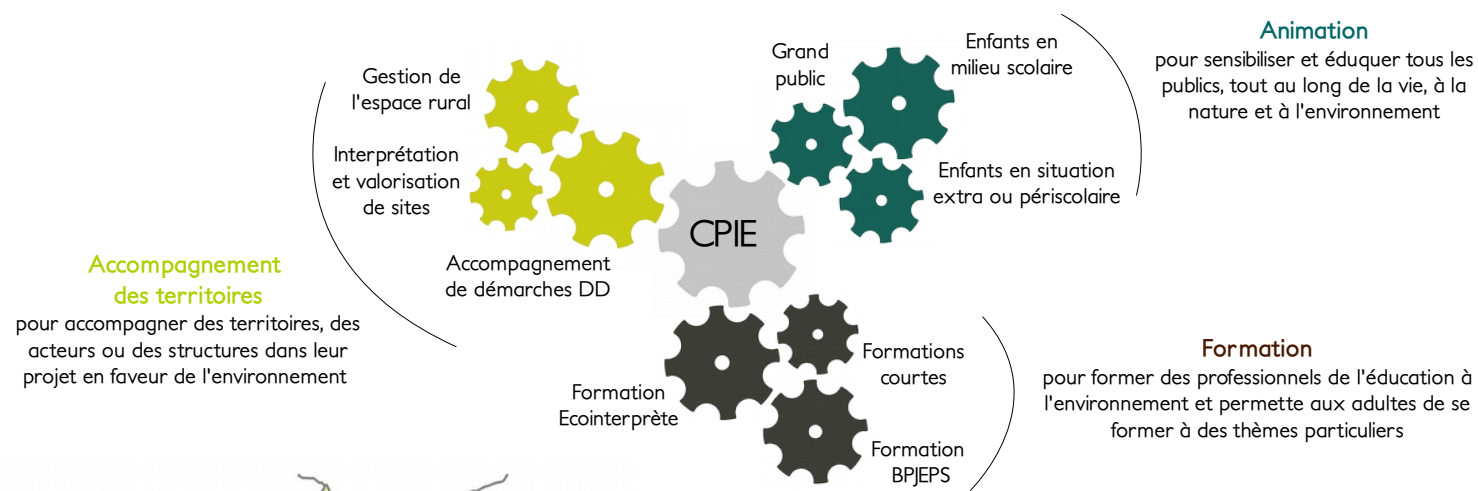 Gestion de
l'espace rural
Interprétation
et valorisation
de sites
Accompagnement
de démarches DD
Accompagnement
des territoires
pour accompagner des territoires, des
acteurs ou des structures dans leur
projet en faveur de l'environnement
CPIE
Grand
public
Enfants en
milieu scolaire
Enfants en situation
extra ou périscolaire
Animation
pour sensibiliser et éduquer tous les
publics, tout au long de la vie, à la
nature et à l'environnement
Formation
Ecointerprète
Formations
courtes
Formation
BPJEPS
Formation
pour former des professionnels de l'éducation à
l'environnement et permette aux adultes de se
former à des thèmes particuliers